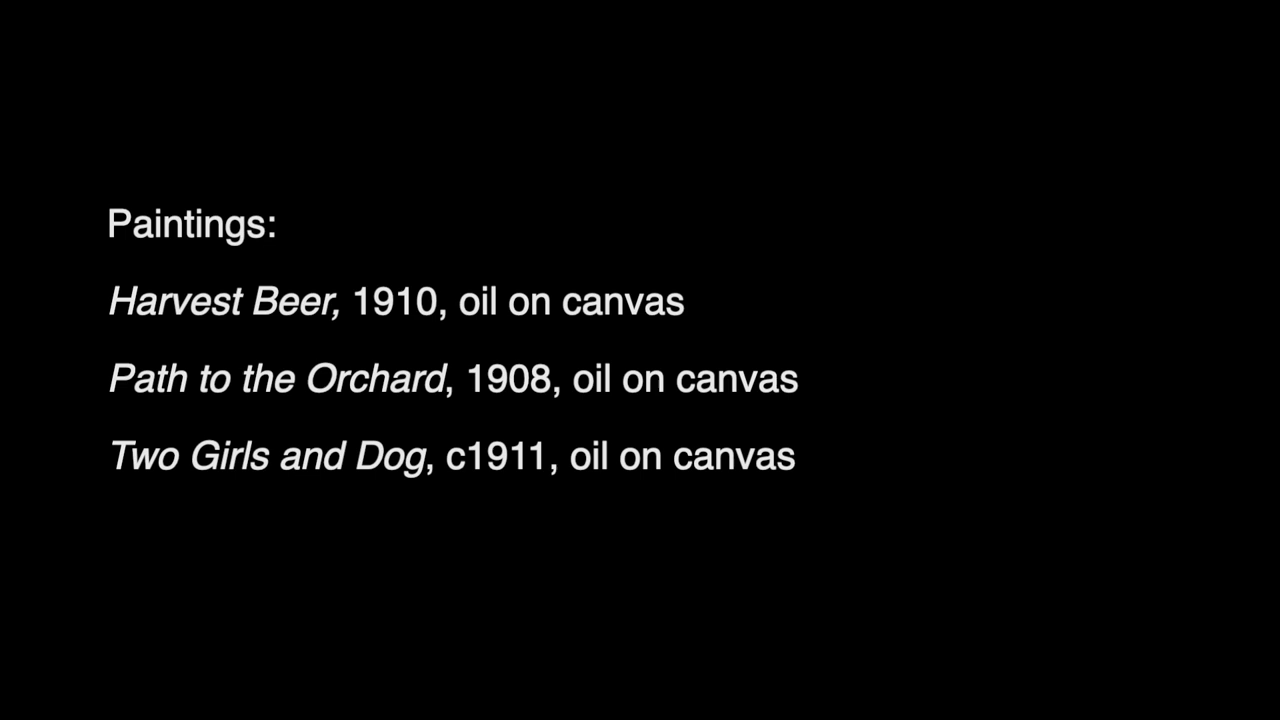 Paintings:
Harvest Beer, 1910, oil on canvas
Path to the Orchard, 1908, oil on canvas
Two Girls and Dog, c1911, oil on canvas